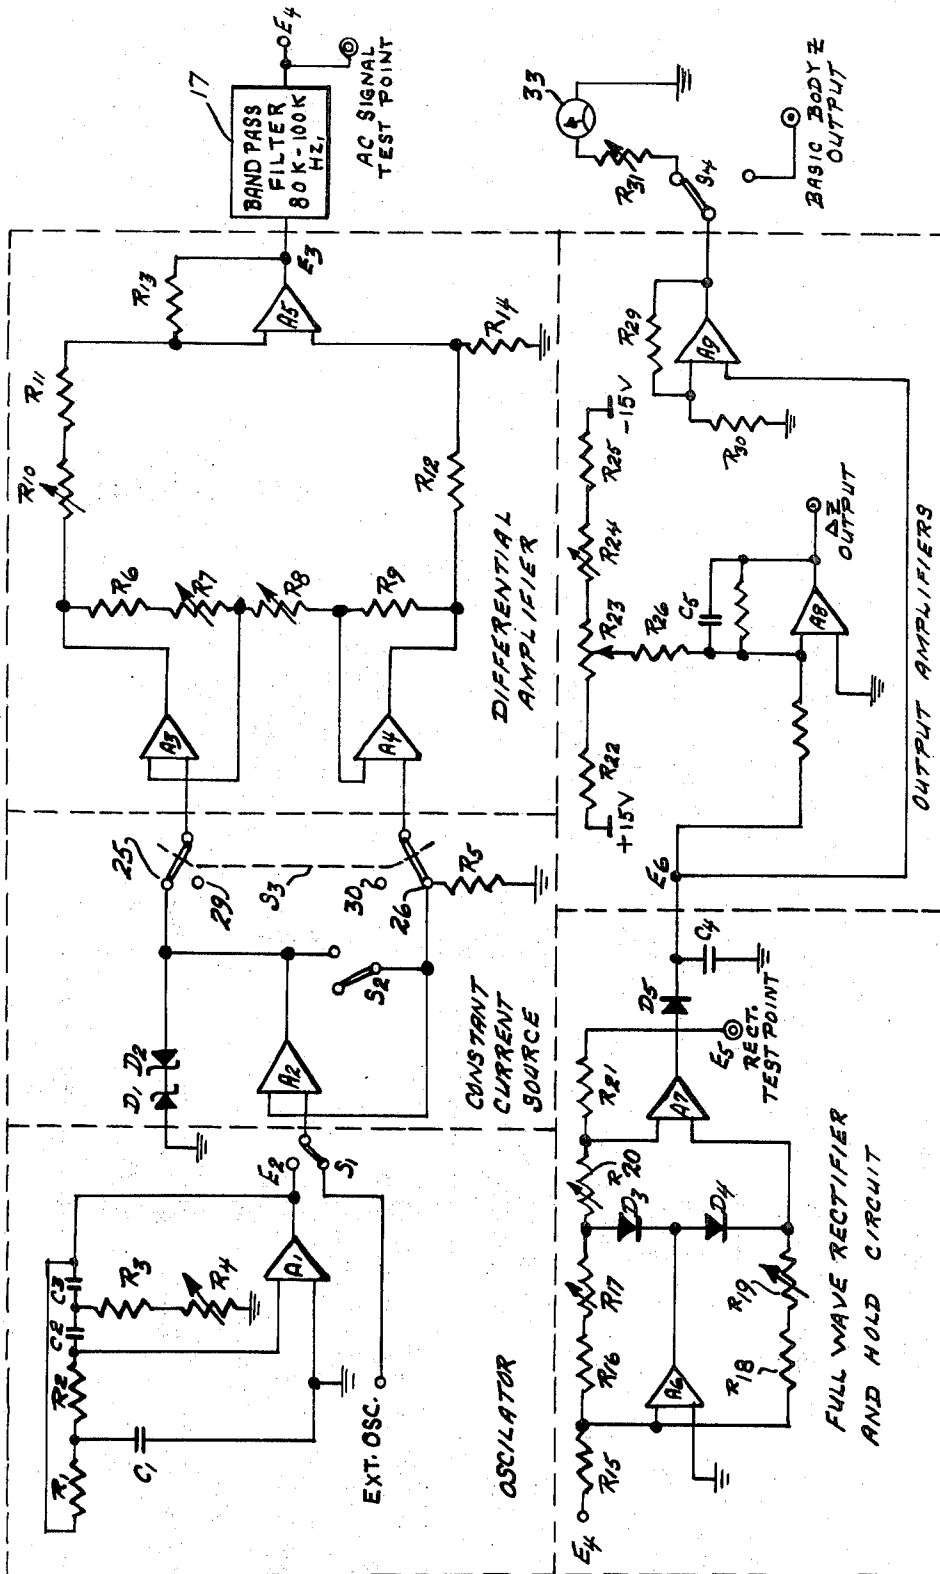 R1
R2
C2
C3
R3
R4
C1
A1
E2
S1
EXT. OSC.
OSCILATOR
D1
D2
A2
S2
25
29
S3
30
26
R5
CONSTANT
CURRENT
SOURCE
A3
A4
R6
R7
R8
R9
R10
R11
R12
R13
A5
R14
E3
DIFFERENTIAL
AMPLIFIER
17
BANDPASS
FILTER
80K-100K
HZ,
E4
AC SIGNAL
TEST POINT
E4
R15
R16
R17
R18
R19
A6
D3
D4
R20
R21
A7
D5
C4
E5
RECT.
TEST POINT
FULL WAVE RECTIFIER
AND HOLD CIRCUIT
E6
+15V
R22
R23
R24
R25
-15V
R26
C5
A8
ΔZ
OUTPUT
R29
R30
A9
OUTPUT AMPLIFIERS
S4
R31
33
BASIC BODY Z
OUTPUT